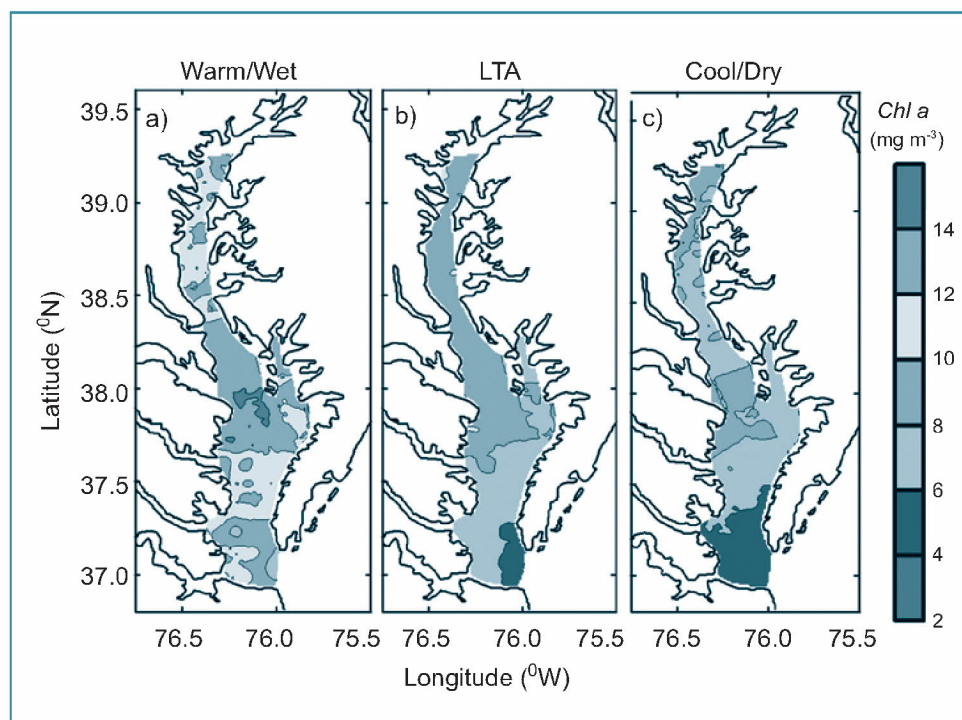 Warm/Wet
LTA
Cool/Dry
a)
b)
c)
Chl a
(mg m-3)
39.5
39.0
38.5
38.0
37.5
37.0
Latitude (0N)
14
12
10
8
6
4
2
76.5 76.0 75.5
76.5 76.0 75.5
76.5 76.0 75.5
Longitude (0W)